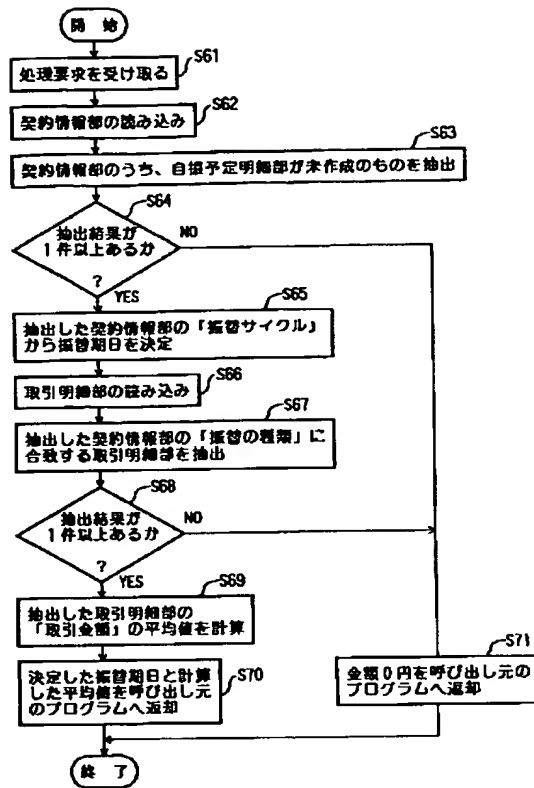 開 始
S61
処理要求を受け取る
S62
契約情報部の読み込み
S63
契約情報部のうち、自振予定明細部が未作成のものを抽出
S64
抽出結果が
1件以上あるか
?
NO
YES
S65
抽出した契約情報部の「振替サイクル」
から振替期日を決定
S66
取引明細部の読み込み
S67
抽出した契約情報部の「振替の種類」に
合致する取引明細部を抽出
S68
抽出結果が
1件以上あるか
?
NO
YES
S69
抽出した取引明細部の
「取引金額」の平均値を計算
S70
決定した振替期日と計算
した平均値を呼び出し元
のプログラムへ返却
S71
金額0円を呼び出し元の
プログラムへ返却
終 了